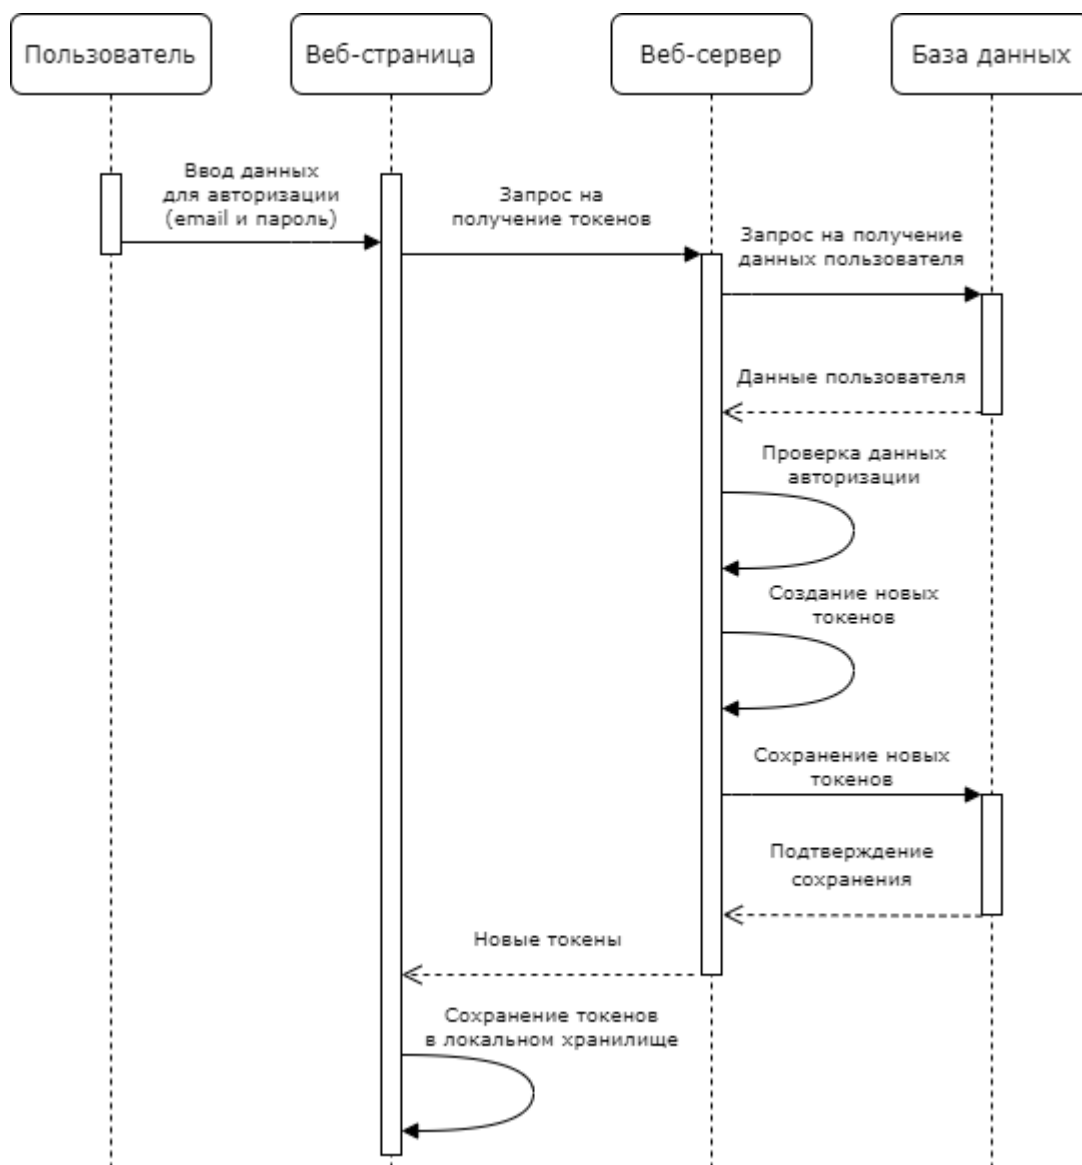 Пользователь
Веб-страница
Веб-сервер
База данных
Ввод данных
для авторизации
(email и пароль)
Запрос на
получение токенов
Запрос на получение
данных пользователя
Данные пользователя
Проверка данных
авторизации
Создание новых
токенов
Сохранение новых
токенов
Подтверждение
сохранения
Новые токены
Сохранение токенов
в локальном хранилище